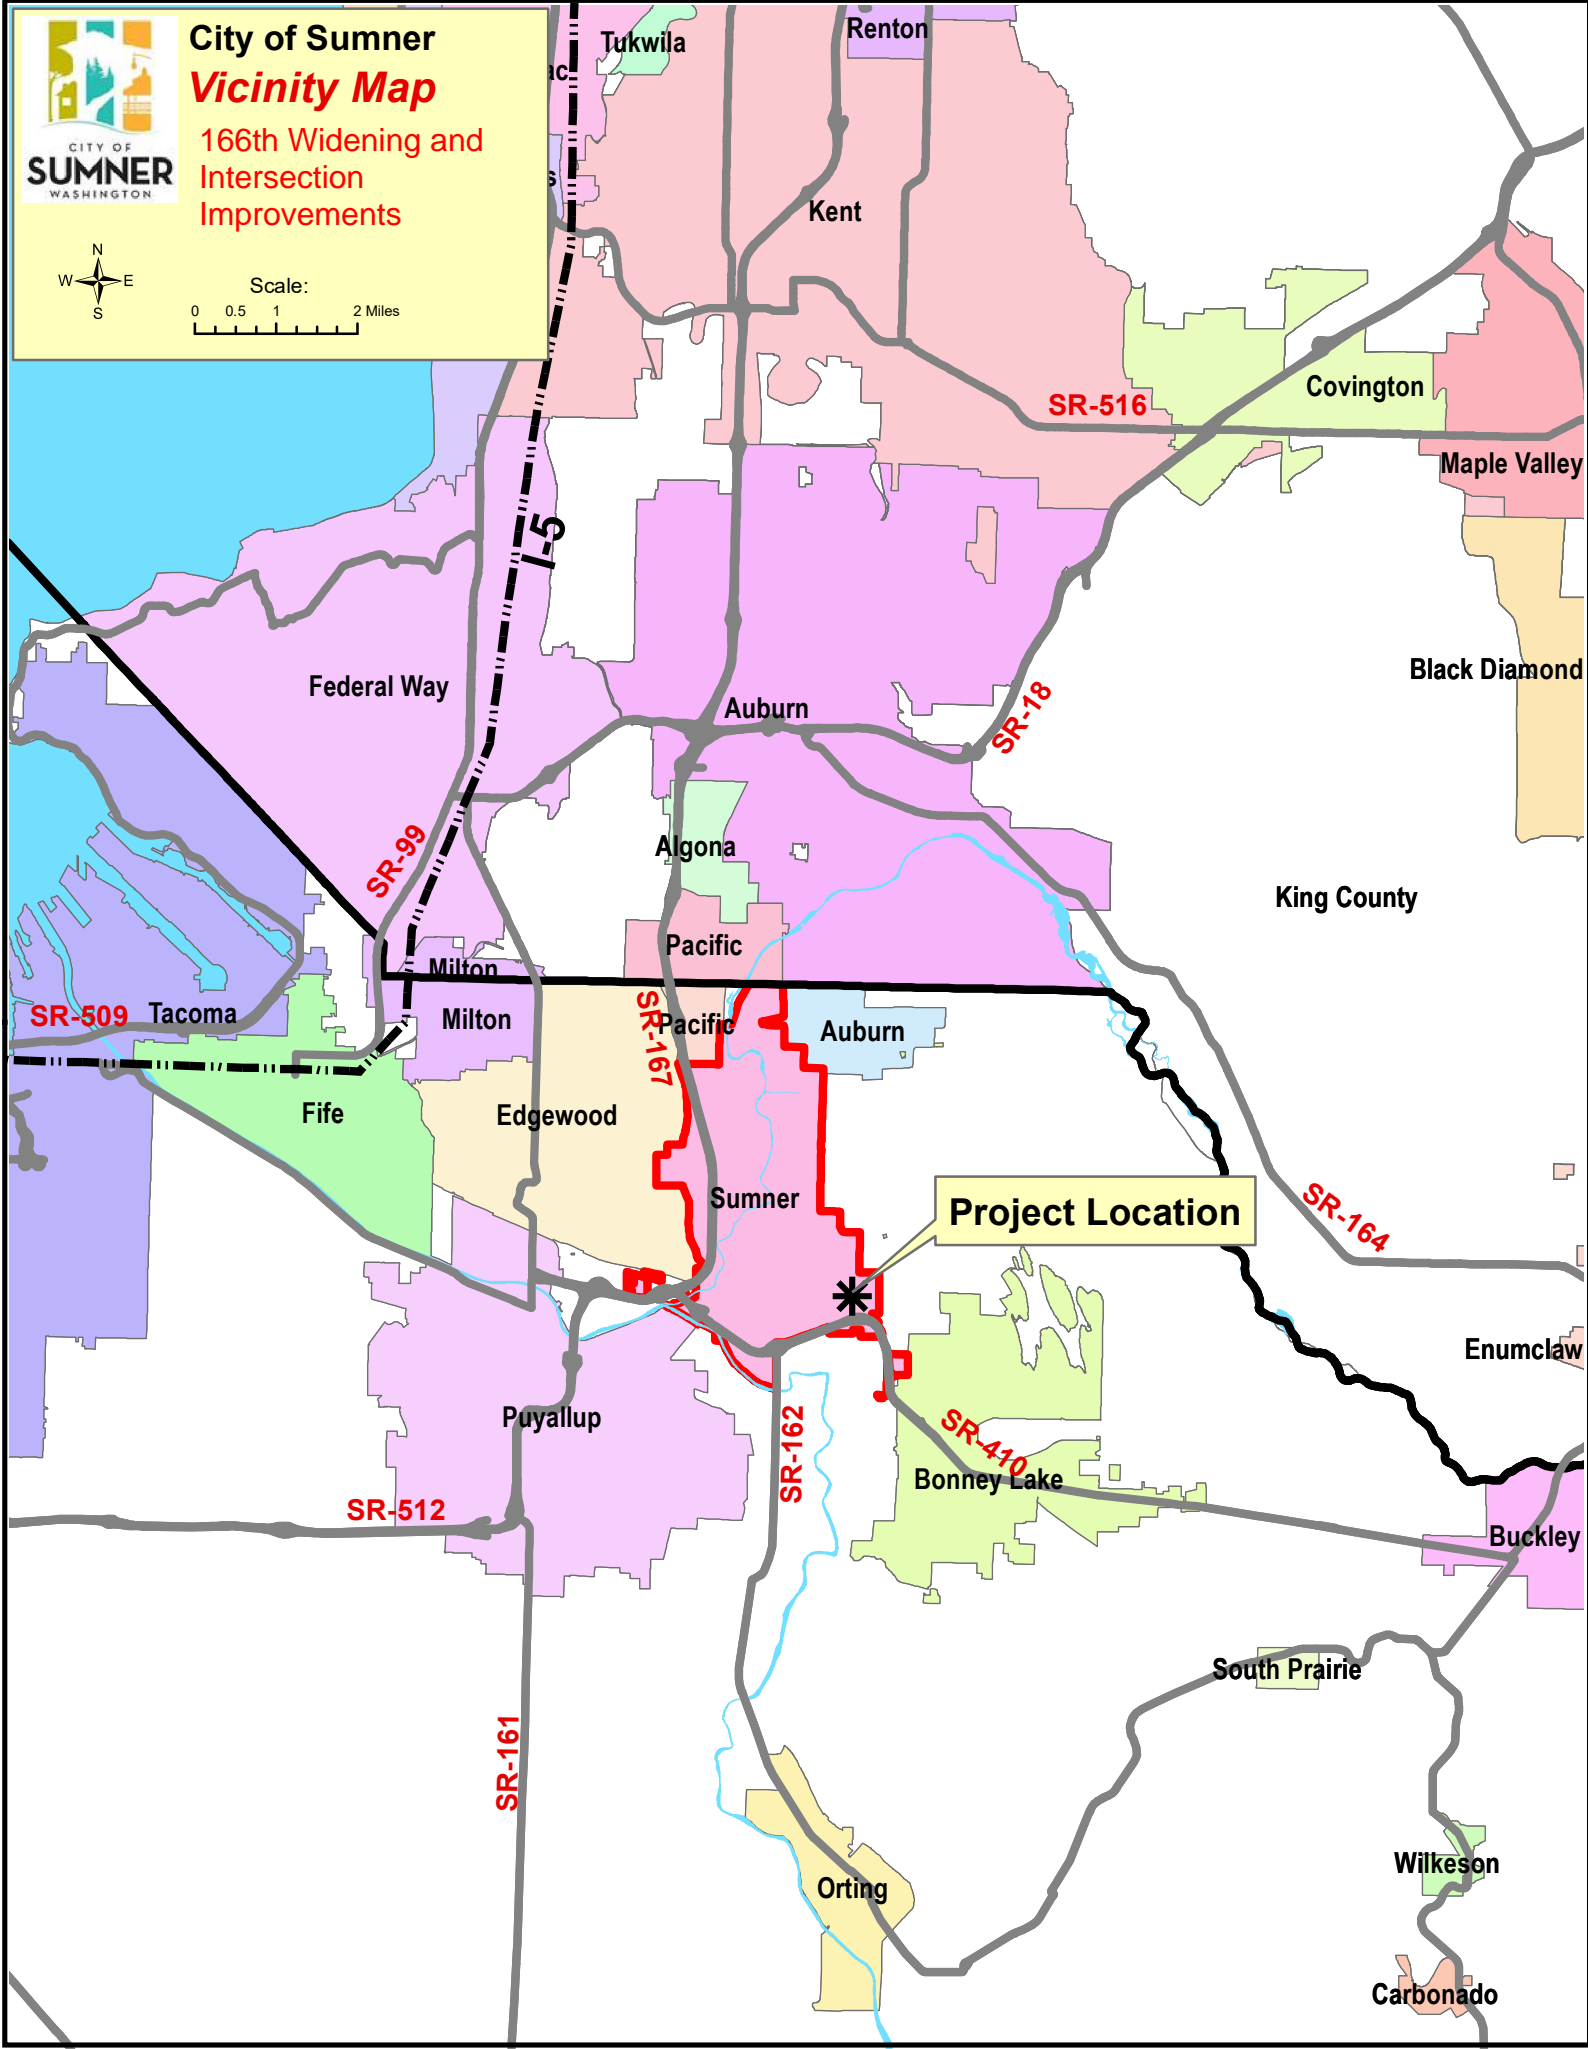 City of Sumner
Vicinity Map
166th Widening and
Intersection
Improvements
CITY OF
SUMNER
WASHINGTON
N
W E
S
Scale:
0 0.5 1 2 Miles
ac
s
Tukwila
Renton
Kent
SR-516
Covington
Maple Valley
I-5
Black Diamond
Federal Way
Auburn
SR-18
SR-99
Algona
King County
Pacific
Milton
SR-509
Tacoma
Milton
SR-167
Pacific
Auburn
Fife
Edgewood
Sumner
Project Location
SR-164
Enumclaw
Puyallup
SR-162
SR-410
Bonney Lake
SR-512
Buckley
South Prairie
SR-161
Wilkeson
Orting
Carbonado